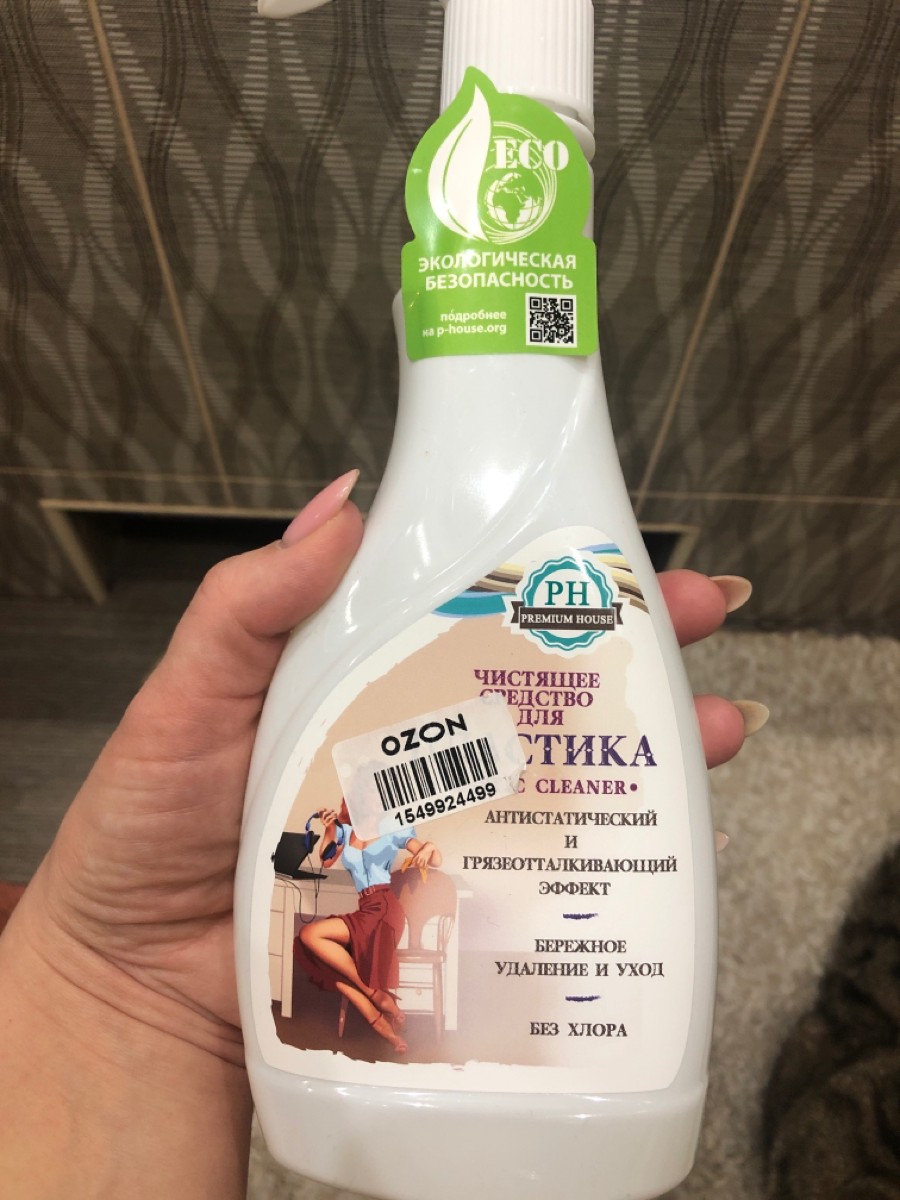 ECO
ЭКОЛОГИЧЕСКАЯ
БЕЗОПАСНОСТЬ
подробнее
на p-house.org
PH
PREMIUM HOUSE
ЧИСТЯЩЕЕ
СРЕДСТВО
ДЛЯ
СТИКА
C CLEANER•
OZON
1549924499
АНТИСТАТИЧЕСКИЙ
И
ГРЯЗЕОТТАЛКИВАЮЩИЙ
ЭФФЕКТ
БЕРЕЖНОЕ
УДАЛЕНИЕ И УХОД
БЕЗ ХЛОРА